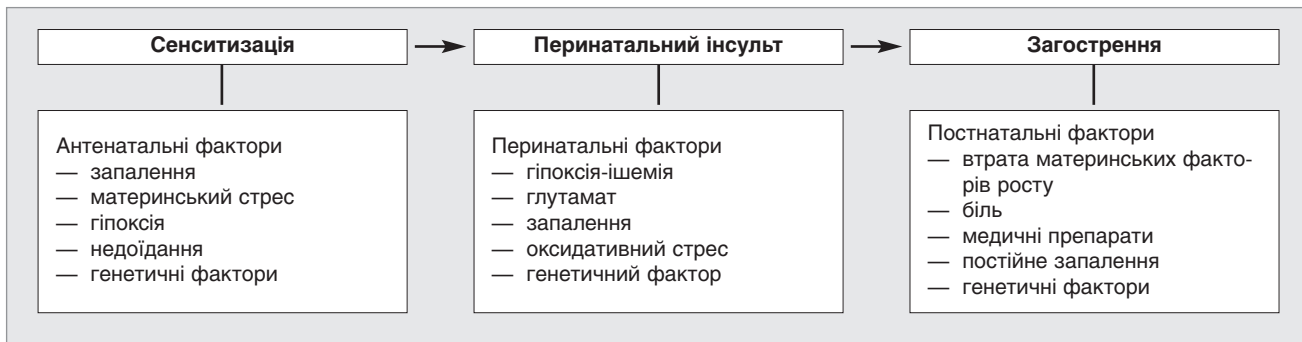 Сенситизація
Перинатальний інсульт
Загострення
Антенатальні фактори
— запалення
— материнський стрес
— гіпоксія
— недоїдання
— генетичні фактори
Перинатальні фактори
— гіпоксія-ішемія
— глутамат
— запалення
— оксидативний стрес
— генетичний фактор
Постнатальні фактори
— втрата материнських факто-
рів росту
— біль
— медичні препарати
— постійне запалення
— генетичні фактори